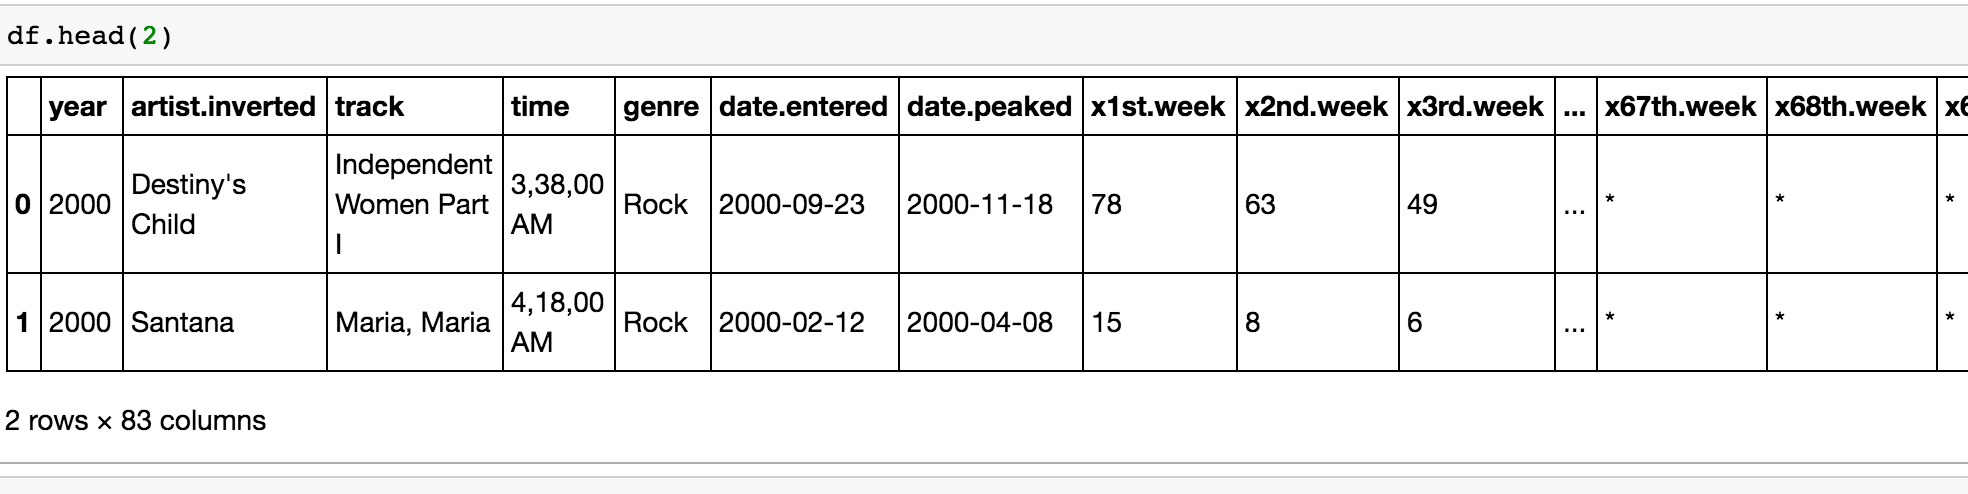 df.head(2)
year artist.inverted track time genre date.entered date.peaked x1st.week x2nd.week x3rd.week ... x67th.week x68th.week
0 2000 Destiny's Child Independent Women Part I 3,38,00 AM Rock 2000-09-23 2000-11-18 78 63 49 ... * * *
1 2000 Santana Maria, Maria 4,18,00 AM Rock 2000-02-12 2000-04-08 15 8 6 ... * * *
2 rows × 83 columns